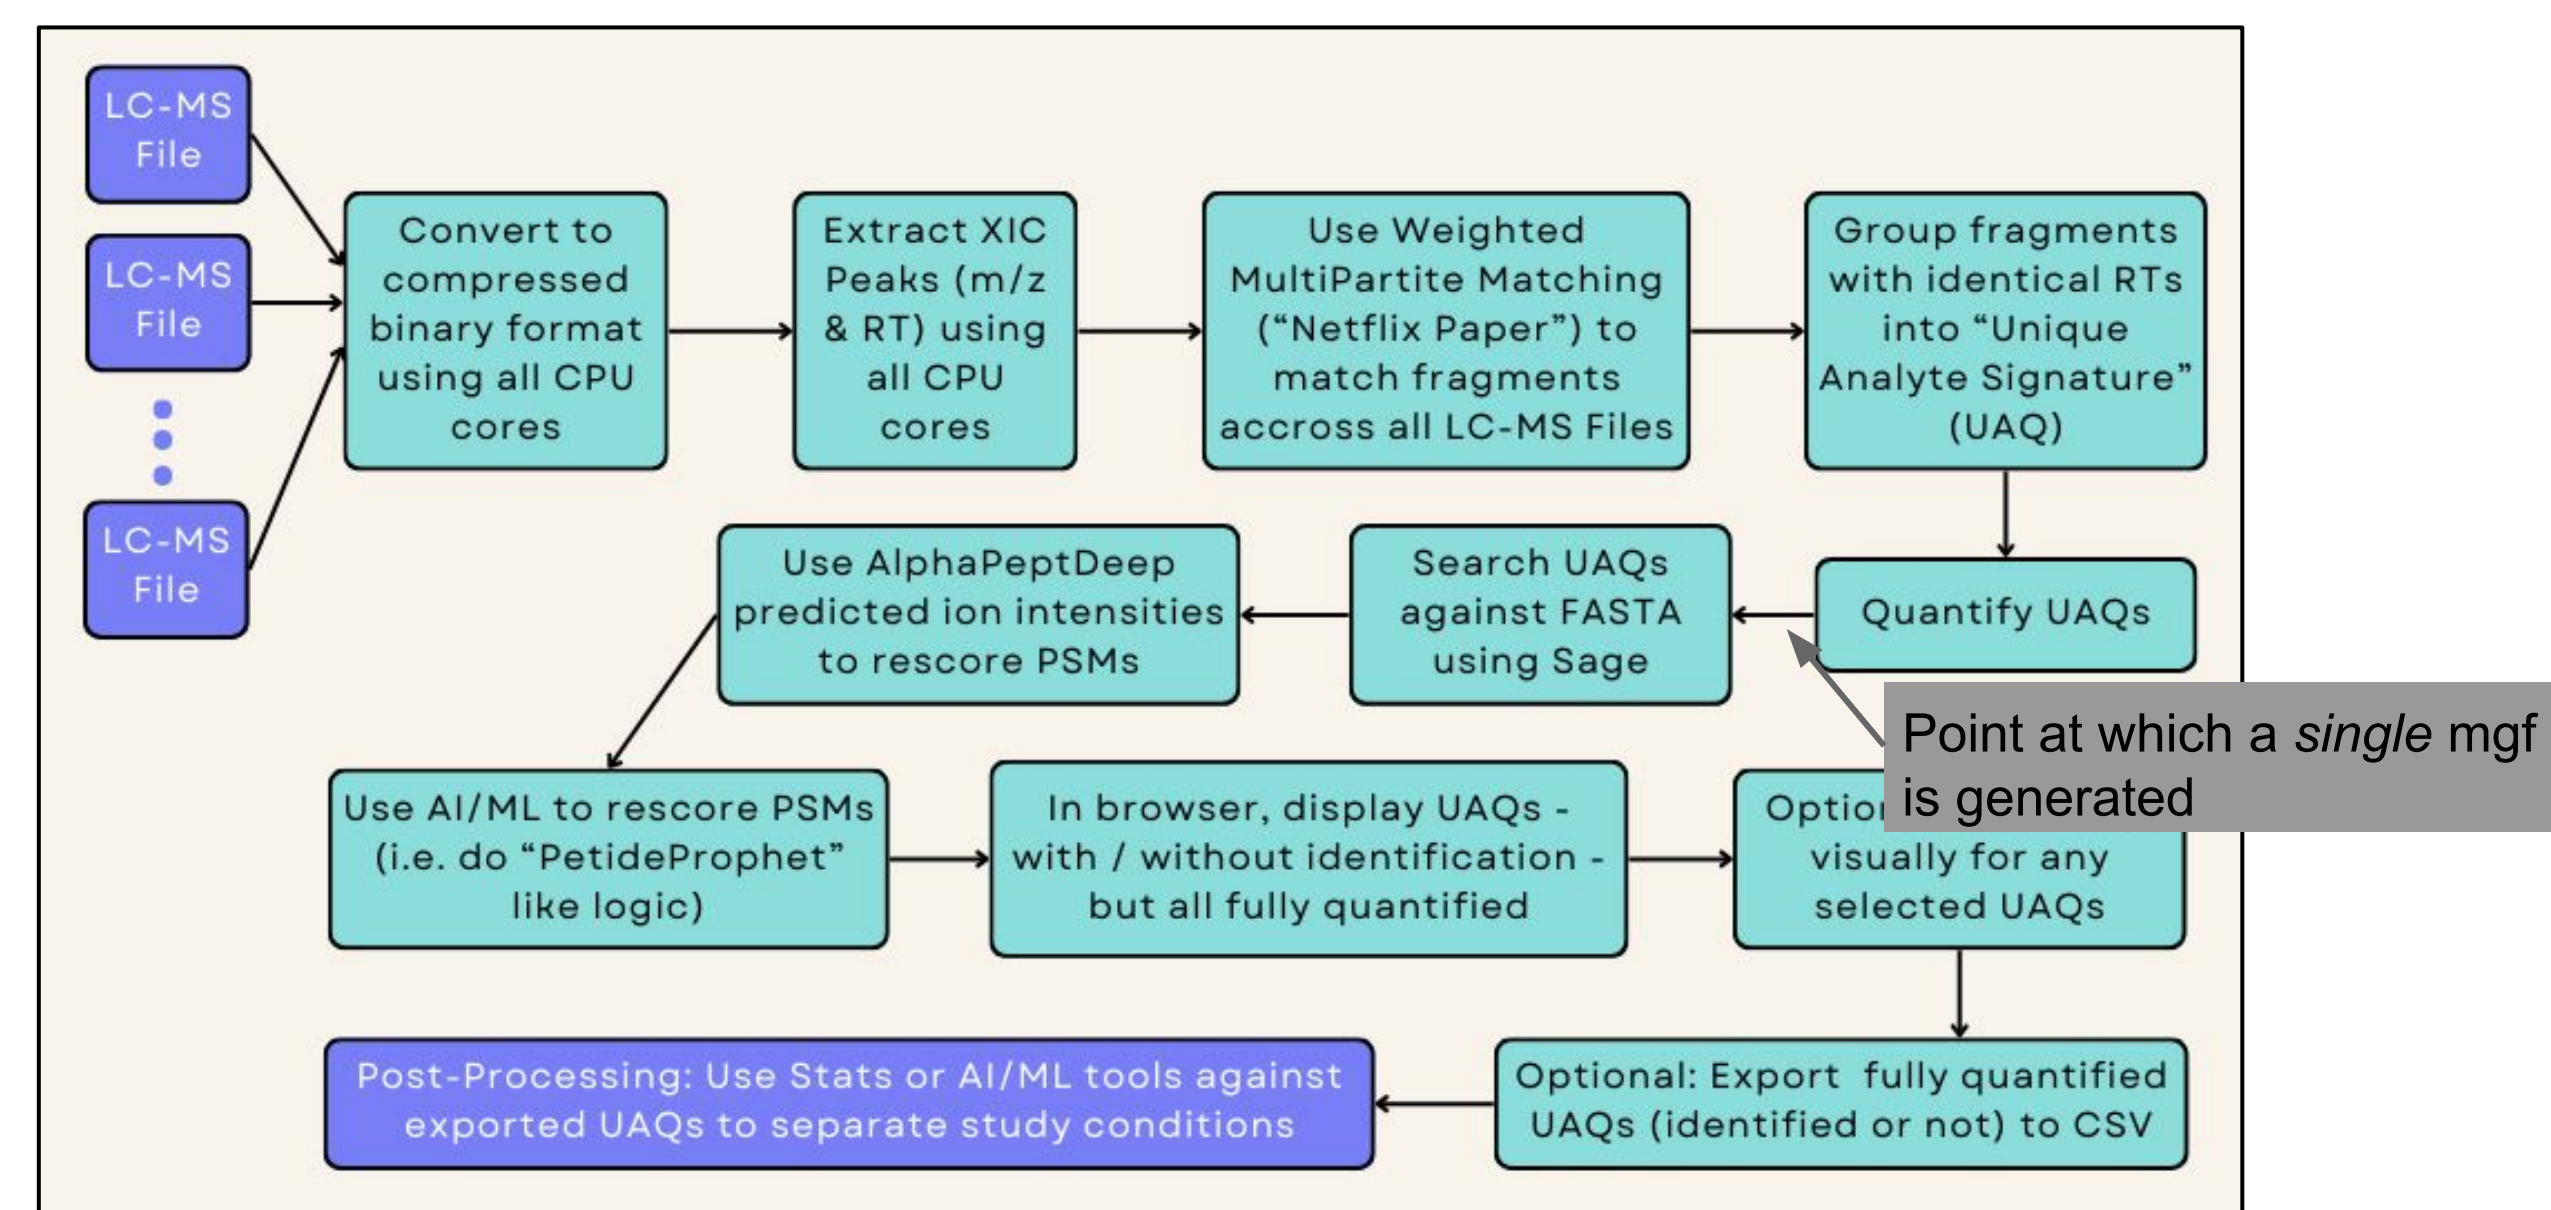 LC-MS
File
LC-MS
File
LC-MS
File
Convert to
compressed
binary format
using all CPU
cores
Extract XIC
Peaks (m/z
& RT) using
all CPU
cores
Use Weighted
MultiPartite Matching
(“Netflix Paper”) to
match fragments
accross all LC-MS Files
Group fragments
with identical RTs
into “Unique
Analyte Signature”
(UAQ)
Quantify UAQs
Point at which a single mgf
is generated
Search UAQs
against FASTA
using Sage
Use AlphaPeptDeep
predicted ion intensities
to rescore PSMs
Use AI/ML to rescore PSMs
(i.e. do “PetideProphet”
like logic)
In browser, display UAQs -
with / without identification -
but all fully quantified
visually for any
selected UAQs
Optional: Export fully quantified
UAQs (identified or not) to CSV
Post-Processing: Use Stats or AI/ML tools against
exported UAQs to separate study conditions